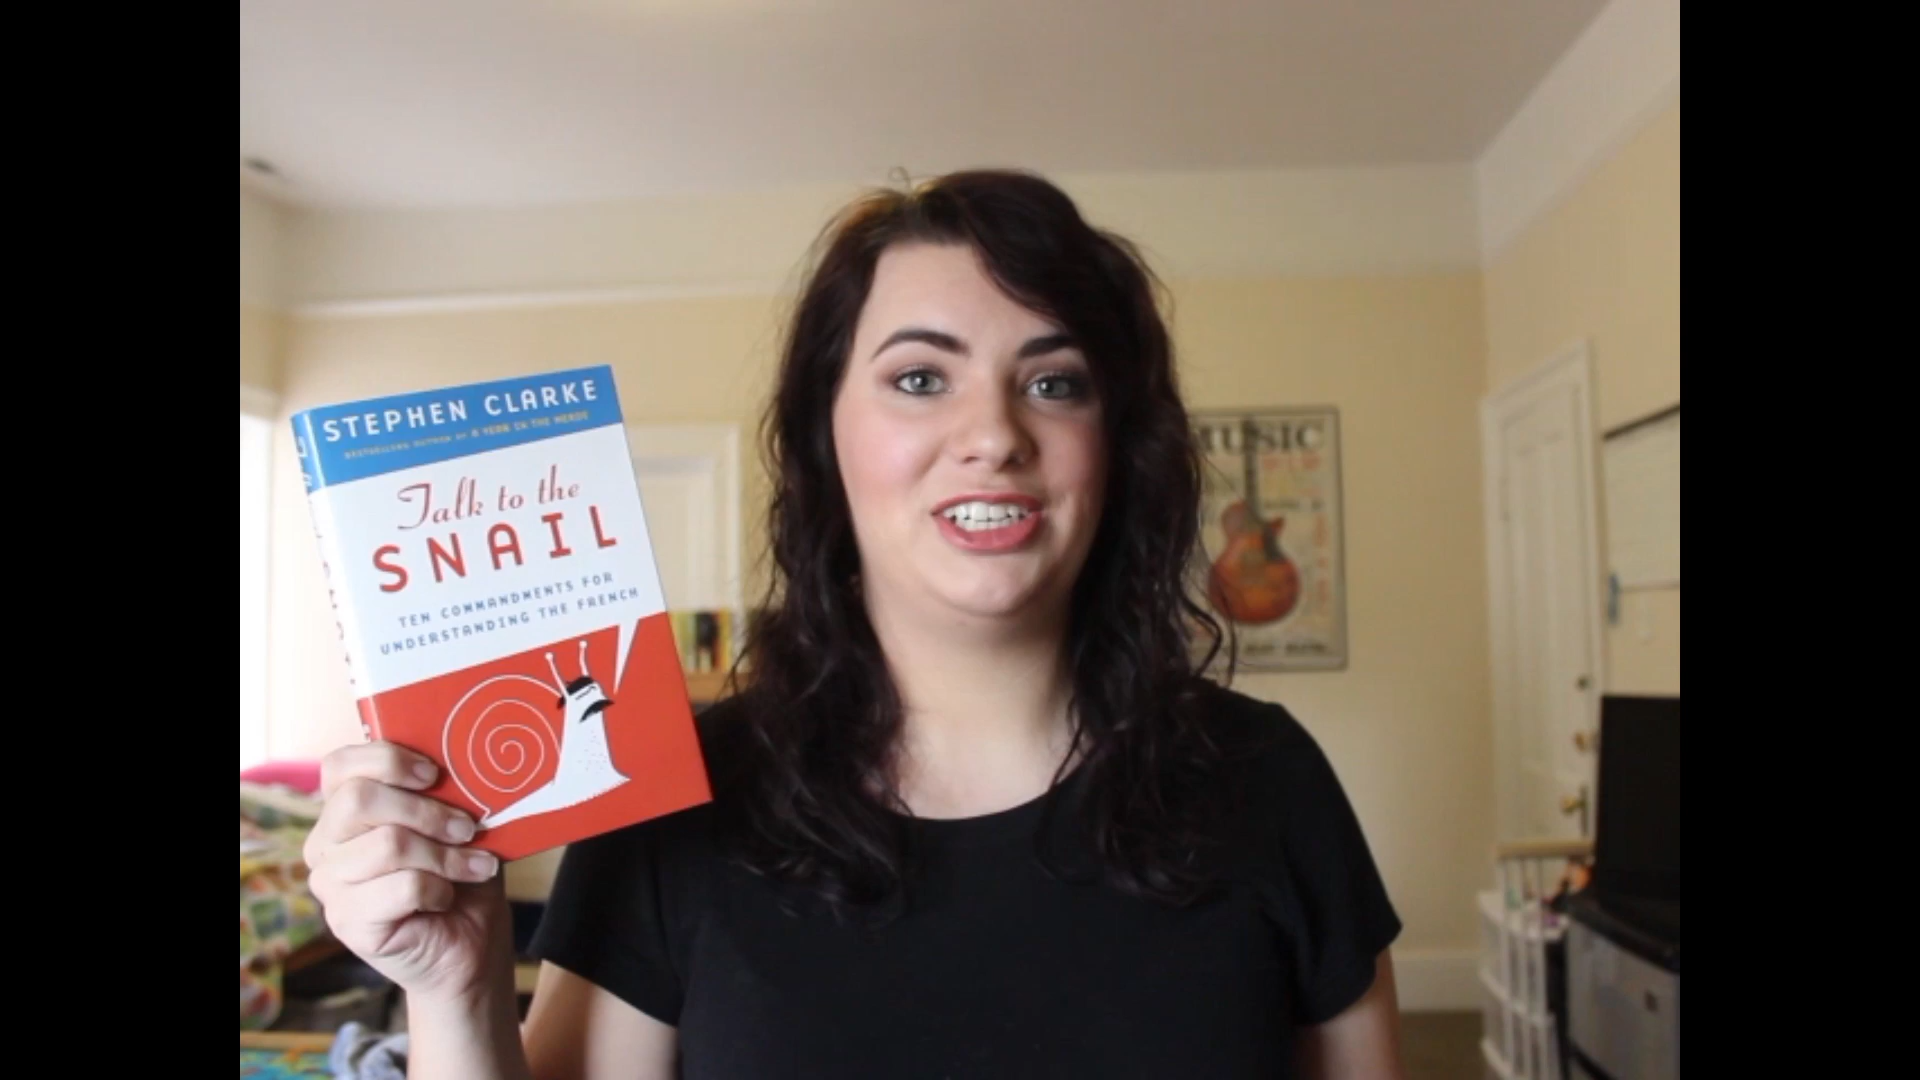 STEPHEN CLARKE
BESTSELLING AUTHOR OF A YEAR IN THE MERDE
Talk to the
SNAIL
TEN COMMANDMENTS FOR
UNDERSTANDING THE FRENCH
MUSIC